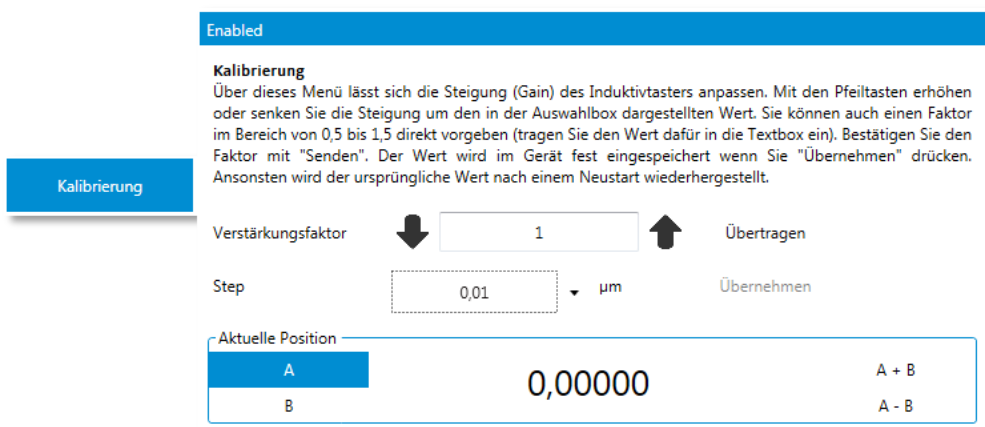 Enabled
Kalibrierung
Über dieses Menü lässt sich die Steigung (Gain) des Induktivtasters anpassen. Mit den Pfeiltasten erhöhen
oder senken Sie die Steigung um den in der Auswahlbox dargestellten Wert. Sie können auch einen Faktor
im Bereich von 0,5 bis 1,5 direkt vorgeben (tragen Sie den Wert dafür in die Textbox ein). Bestätigen Sie den
Faktor mit "Senden". Der Wert wird im Gerät fest eingespeichert wenn Sie "Übernehmen" drücken.
Ansonsten wird der ursprüngliche Wert nach einem Neustart wiederhergestellt.
Kalibrierung
Verstärkungsfaktor 1 Übertragen
Step 0,01 µm Übernehmen
Aktuelle Position
A 0,00000 A + B
B A - B